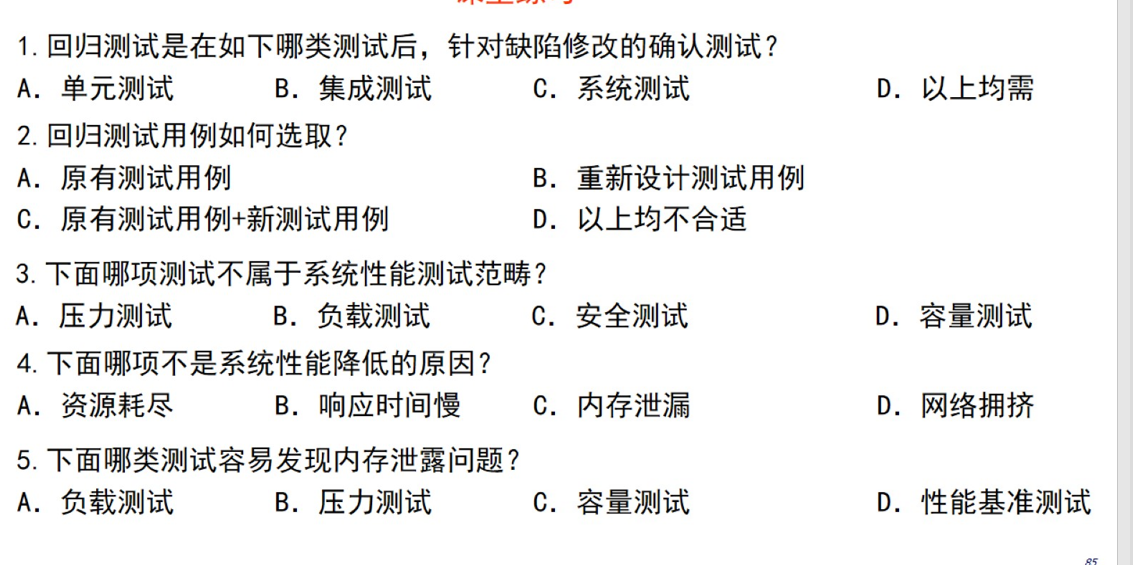 1.回归测试是在如下哪类测试后，针对缺陷修改的确认测试？
A. 单元测试 B. 集成测试 C. 系统测试 D. 以上均需
2.回归测试用例如何选取？
A. 原有测试用例 B. 重新设计测试用例
C. 原有测试用例+新测试用例 D. 以上均不合适
3.下面哪项测试不属于系统性能测试范畴？
A. 压力测试 B. 负载测试 C. 安全测试 D. 容量测试
4.下面哪项不是系统性能降低的原因？
A. 资源耗尽 B. 响应时间慢 C. 内存泄漏 D. 网络拥挤
5.下面哪类测试容易发现内存泄露问题？
A. 负载测试 B. 压力测试 C. 容量测试 D. 性能基准测试
85